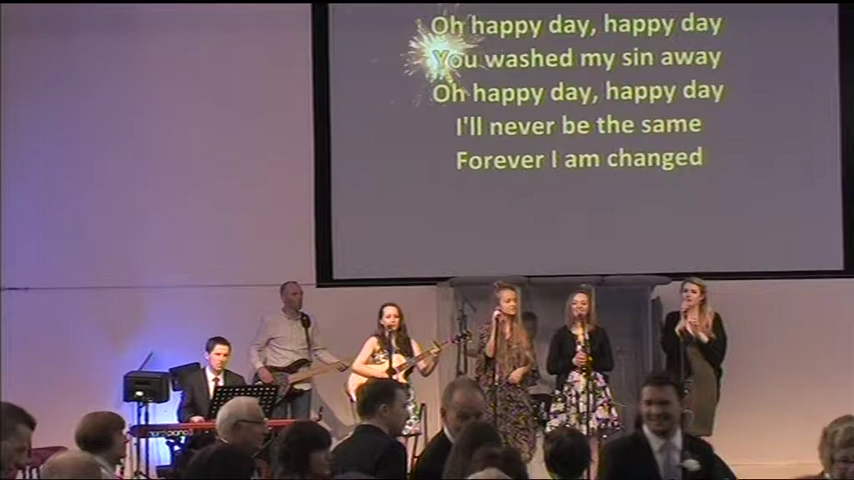 Oh happy day, happy day
You washed my sin away
Oh happy day, happy day
I'll never be the same
Forever I am changed